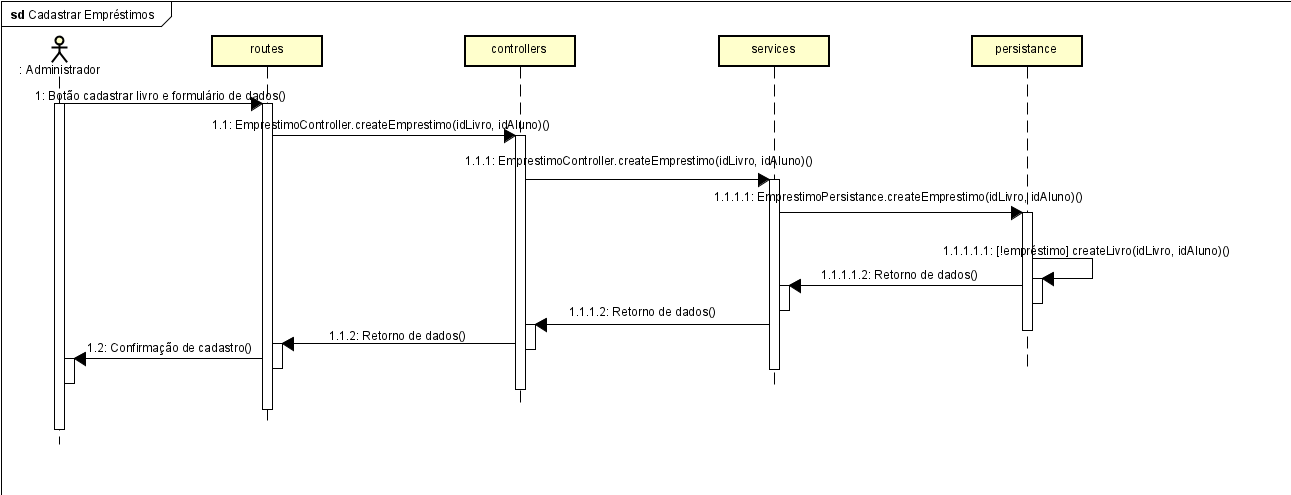 sd Cadastrar Empréstimos
: Administrador
routes
controllers
services
persistance
1: Botão cadastrar livro e formulário de dados()
1.1: EmprestimoController.createEmprestimo(idLivro, idAluno)()
1.1.1: EmprestimoController.createEmprestimo(idLivro, idAluno)()
1.1.1.1: EmprestimoPersistance.createEmprestimo(idLivro, idAluno)()
1.1.1.1.1: [!empréstimo] createLivro(idLivro, idAluno)()
1.1.1.1.2: Retorno de dados()
1.1.1.2: Retorno de dados()
1.1.2: Retorno de dados()
1.2: Confirmação de cadastro()